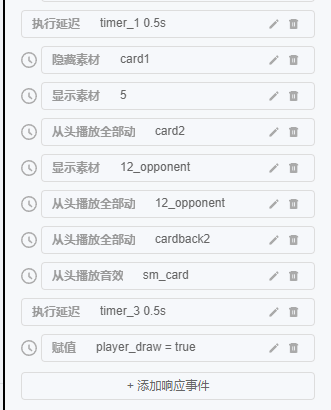 执行延迟 timer_1 0.5s
隐藏素材 card1
显示素材 5
从头播放全部动 card2
显示素材 12_opponent
从头播放全部动 12_opponent
从头播放全部动 cardback2
从头播放音效 sm_card
执行延迟 timer_3 0.5s
赋值 player_draw = true
+ 添加响应事件